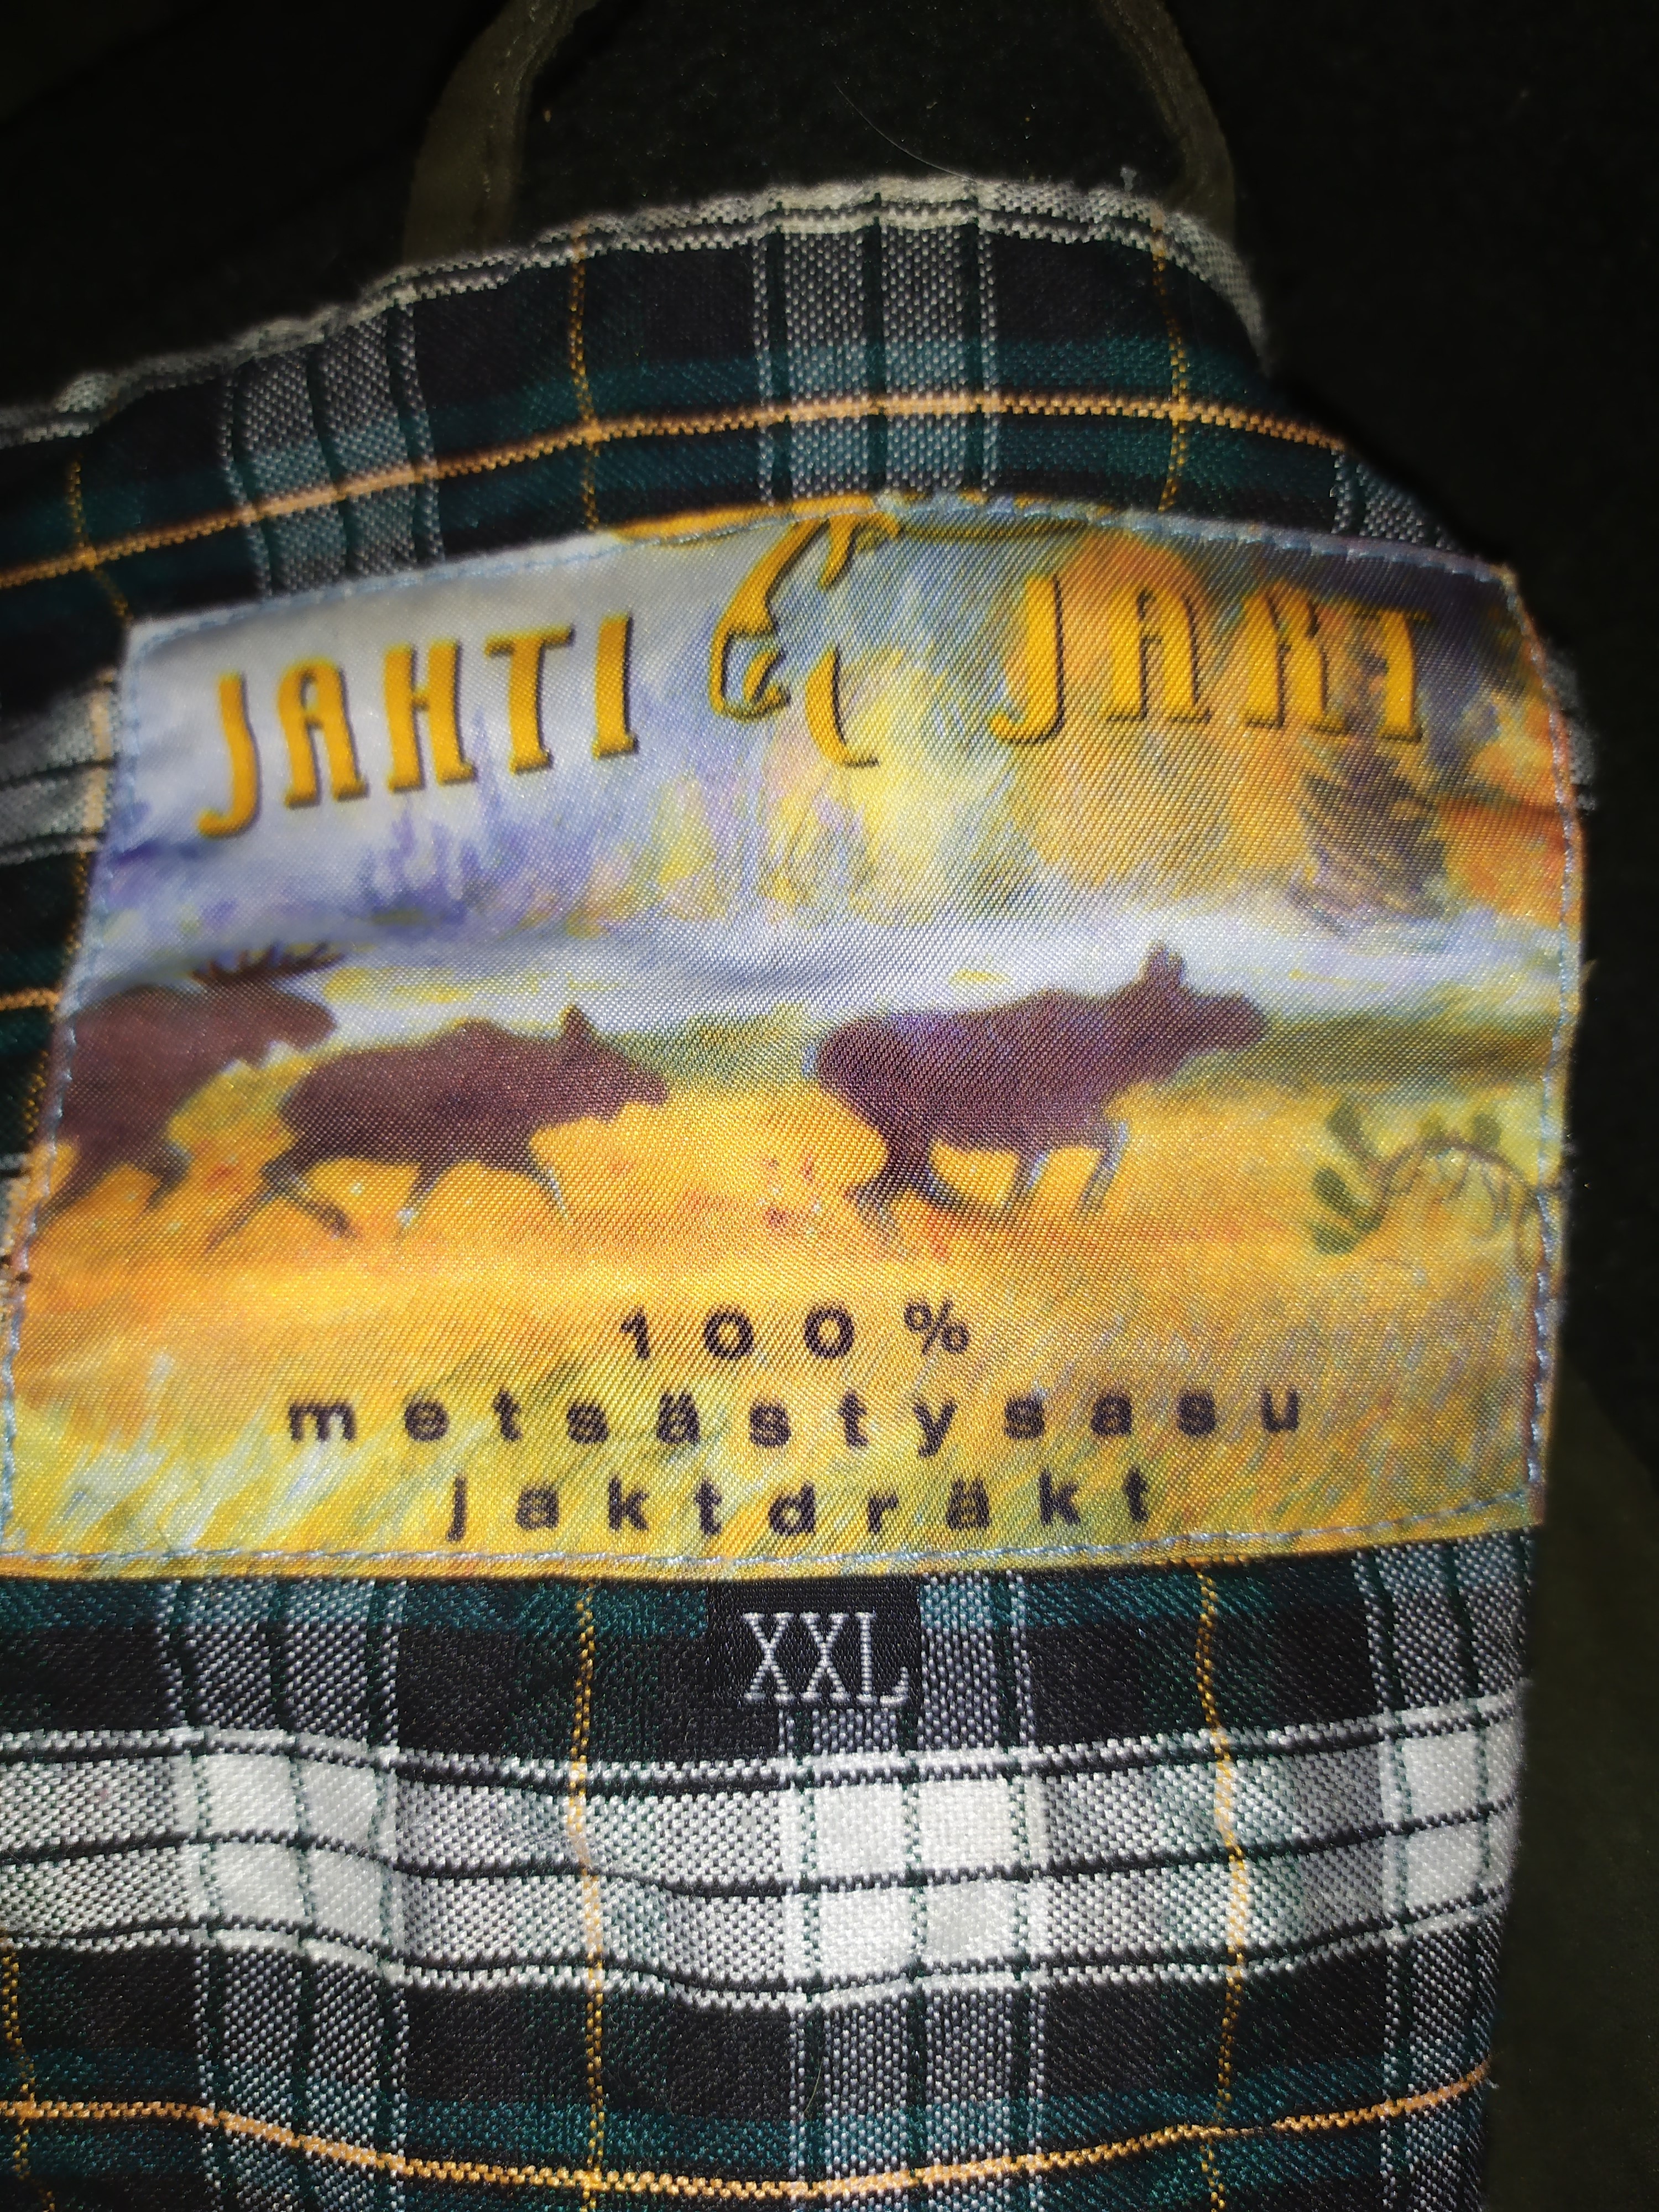 JAHTI & JAKT
100%
metsästysasu
jaktdräkt
XXL